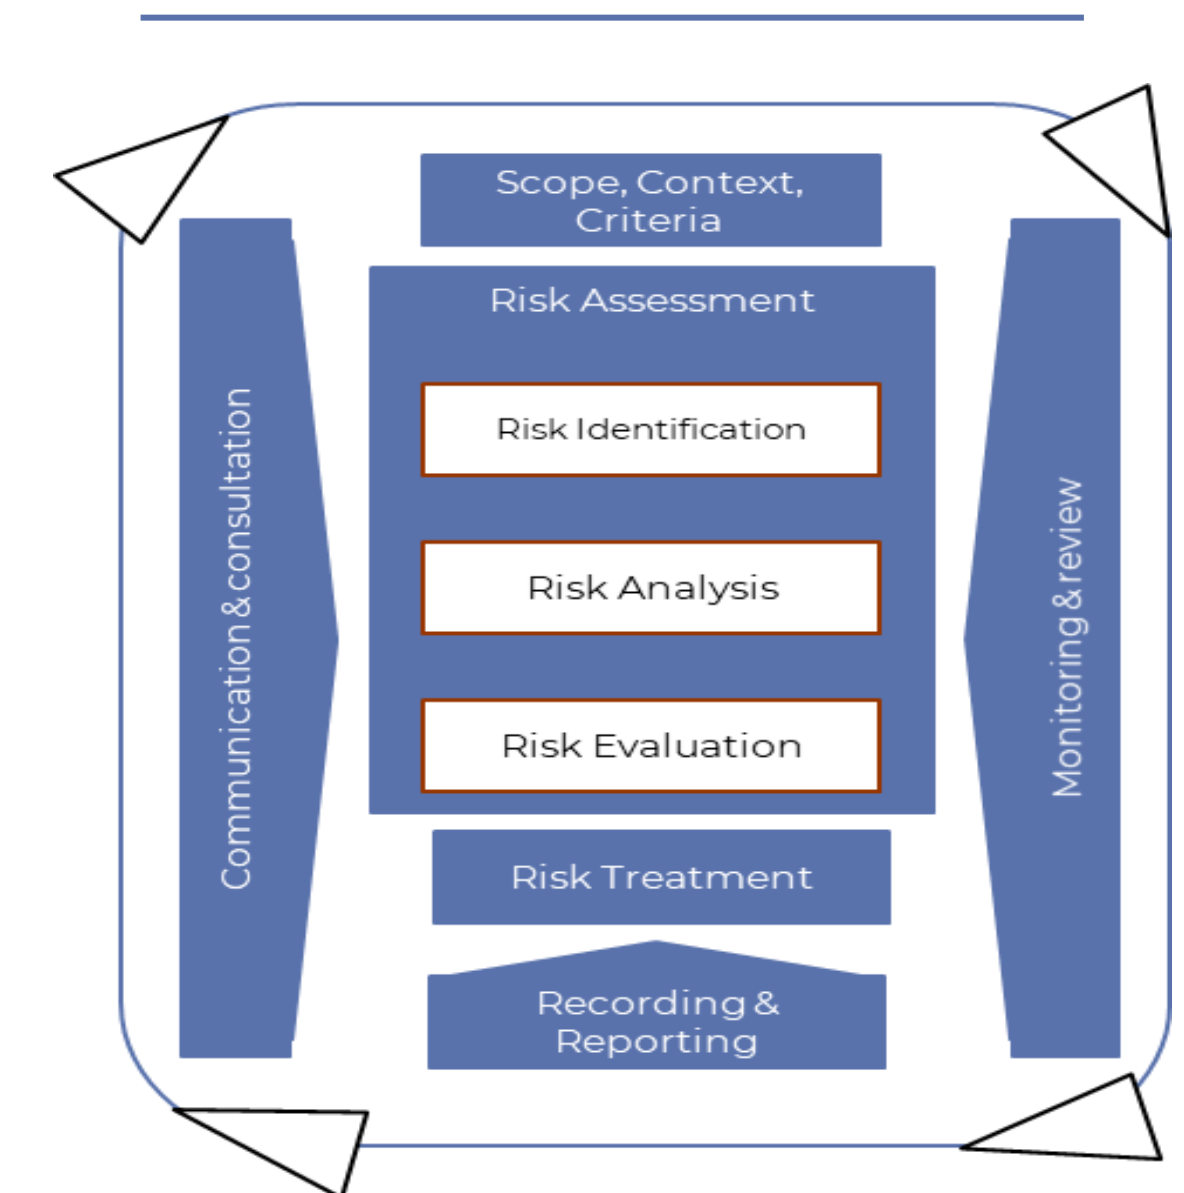 Scope, Context,
Criteria
Risk Assessment
Risk Identification
Risk Analysis
Risk Evaluation
Risk Treatment
Recording &
Reporting
Communication & consultation
Monitoring & review